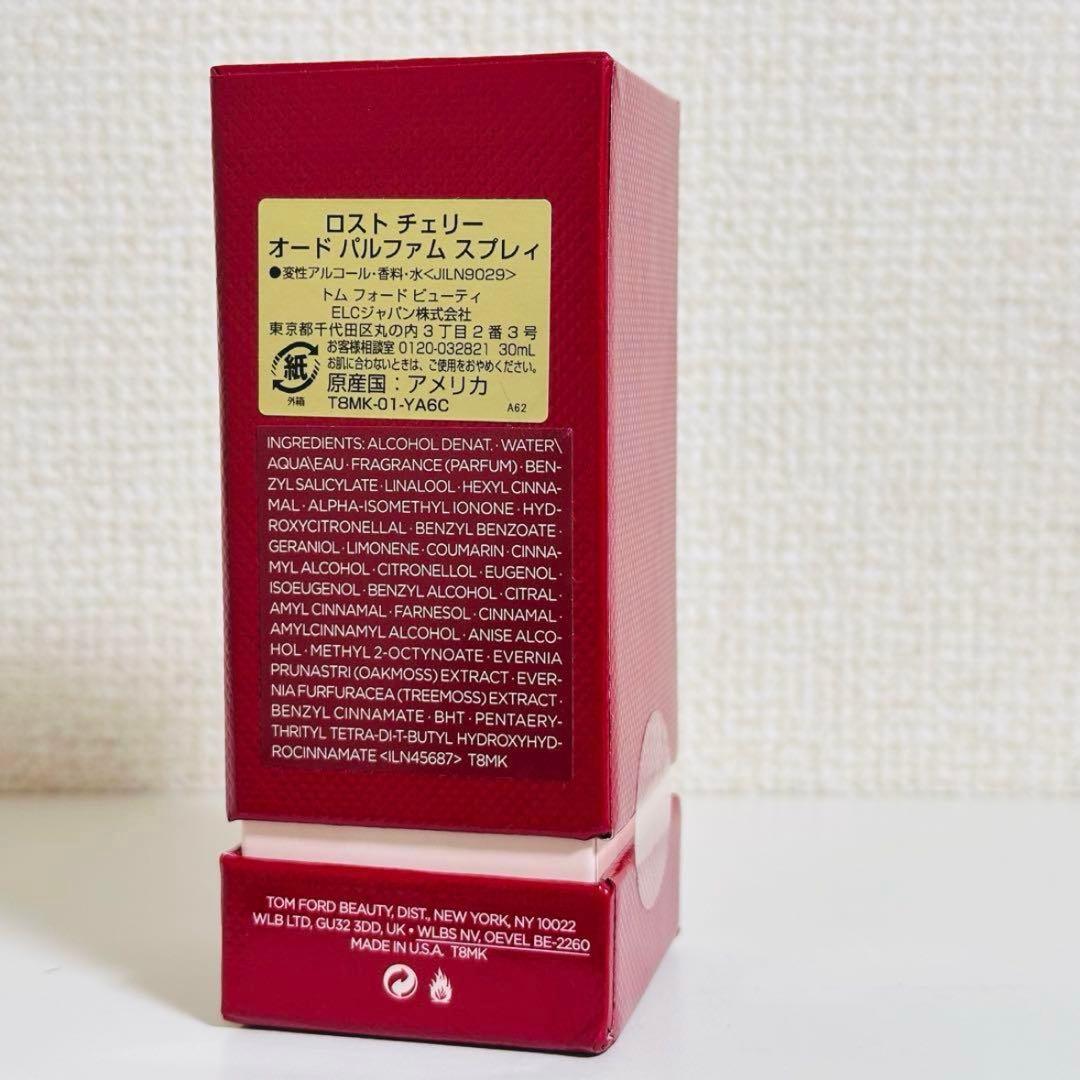 ロスト チェリー
オード パルファム スプレィ
●変性アルコール・香料・水<JILN9029>
トム フォード ビューティ
ELCジャパン株式会社
東京都千代田区丸の内3丁目2番3号
お客様相談室 0120-032821 30mL
お肌に合わないときは、ご使用をおやめください。
紙
外箱
原産国：アメリカ
T8MK-01-YA6C A62
INGREDIENTS: ALCOHOL DENAT. · WATER\
AQUA\EAU · FRAGRANCE (PARFUM) · BEN-
ZYL SALICYLATE · LINALOOL · HEXYL CINNA-
MAL · ALPHA-ISOMETHYL IONONE · HYD-
ROXYCITRONELLAL · BENZYL BENZOATE ·
GERANIOL · LIMONENE · COUMARIN · CINNA-
MYL ALCOHOL · CITRONELLOL · EUGENOL ·
ISOEUGENOL · BENZYL ALCOHOL · CITRAL ·
AMYL CINNAMAL · FARNESOL · CINNAMAL ·
AMYLCINNAMYL ALCOHOL · ANISE ALCO-
HOL · METHYL 2-OCTYNOATE · EVERNIA
PRUNASTRI (OAKMOSS) EXTRACT · EVER-
NIA FURFURACEA (TREEMOSS) EXTRACT ·
BENZYL CINNAMATE · BHT · PENTAERY-
THRITYL TETRA-DI-T-BUTYL HYDROXYHYD-
ROCINNAMATE <ILN45687> T8MK
TOM FORD BEAUTY, DIST., NEW YORK, NY 10022
WLB LTD, GU32 3DD, UK • WLBS NV, OEVEL BE-2260
MADE IN U.S.A. T8MK